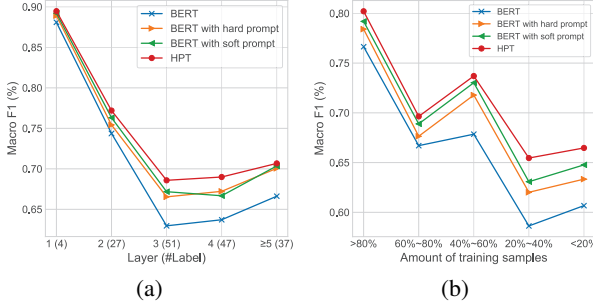 0,90
0,85
0,80
0,75
0,70
0,65
Macro F1 (%)
BERT
BERT with hard prompt
BERT with soft prompt
HPT
1 (4) 2 (27) 3 (51) 4 (47) ≥5 (37)
Layer (#Label)
(a)
0,80
0,75
0,70
0,65
0,60
Macro F1 (%)
BERT
BERT with hard prompt
BERT with soft prompt
HPT
>80% 60%~80% 40%~60% 20%~40% <20%
Amount of training samples
(b)